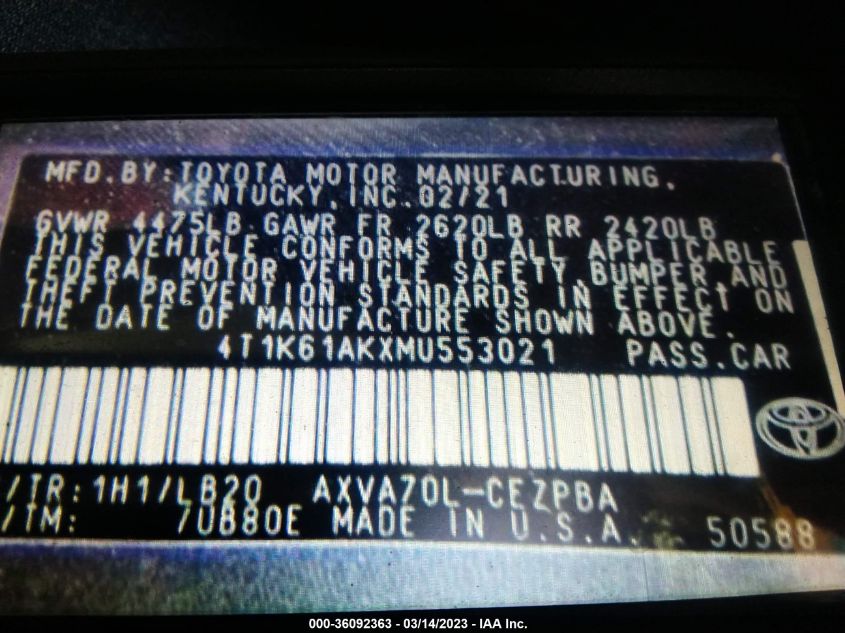 MFD.BY:TOYOTA MOTOR MANUFACTURING,
KENTUCKY,INC.02/21
GVWR 4475LB GAWR FR 2620LB RR 2420LB
THIS VEHICLE CONFORMS TO ALL APPLICABLE
FEDERAL MOTOR VEHICLE SAFETY,BUMPER,AND
THEFT PREVENTION STANDARDS IN EFFECT ON
THE DATE OF MANUFACTURE SHOWN ABOVE.
4T1K61AKXMU553021 PASS.CAR
/TR:1H1/LB20 AXVA70L-CEZPBA
/TM: 7UB80E MADE IN U.S.A. 50588
000-36092363 - 03/14/2023 - IAA Inc.